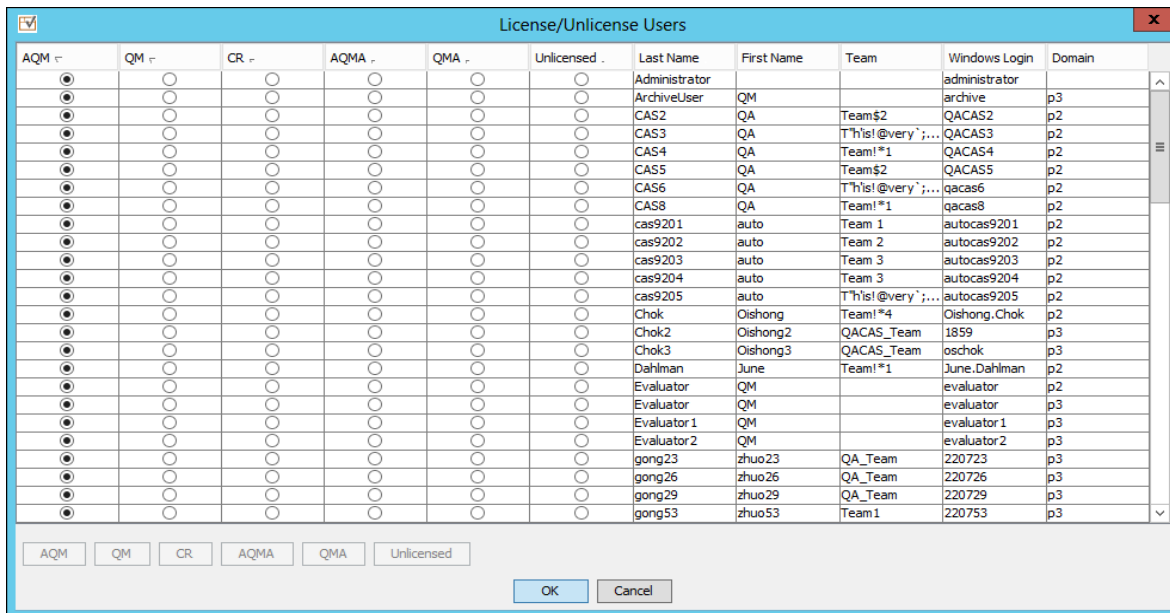 License/Unlicense Users
x
AQM QM CR AQMA QMA Unlicensed . Last Name First Name Team Windows Login Domain
Administrator administrator
ArchiveUser QM archive p3
CAS2 QA Team$2 QACAS2 p2
CAS3 QA T"h'is!@very`;... QACAS3 p2
CAS4 QA Team!*1 QACAS4 p2
CAS5 QA Team$2 QACAS5 p2
CAS6 QA T"h'is!@very`;... qacas6 p2
CAS8 QA Team!*1 qacas8 p2
cas9201 auto Team 1 autocas9201 p2
cas9202 auto Team 2 autocas9202 p2
cas9203 auto Team 3 autocas9203 p2
cas9204 auto Team 3 autocas9204 p2
cas9205 auto T"h'is!@very`;... autocas9205 p2
Chok Oishong Team!*4 Oishong.Chok p2
Chok2 Oishong2 QACAS_Team 1859 p3
Chok3 Oishong3 QACAS_Team oschok p3
Dahlman June Team!*1 June.Dahlman p2
Evaluator QM evaluator p2
Evaluator QM evaluator p3
Evaluator1 QM evaluator1 p3
Evaluator2 QM evaluator2 p3
gong23 zhuo23 QA_Team 220723 p3
gong26 zhuo26 QA_Team 220726 p3
gong29 zhuo29 QA_Team 220729 p3
gong53 zhuo53 Team1 220753 p3
AQM QM CR AQMA QMA Unlicensed
OK Cancel